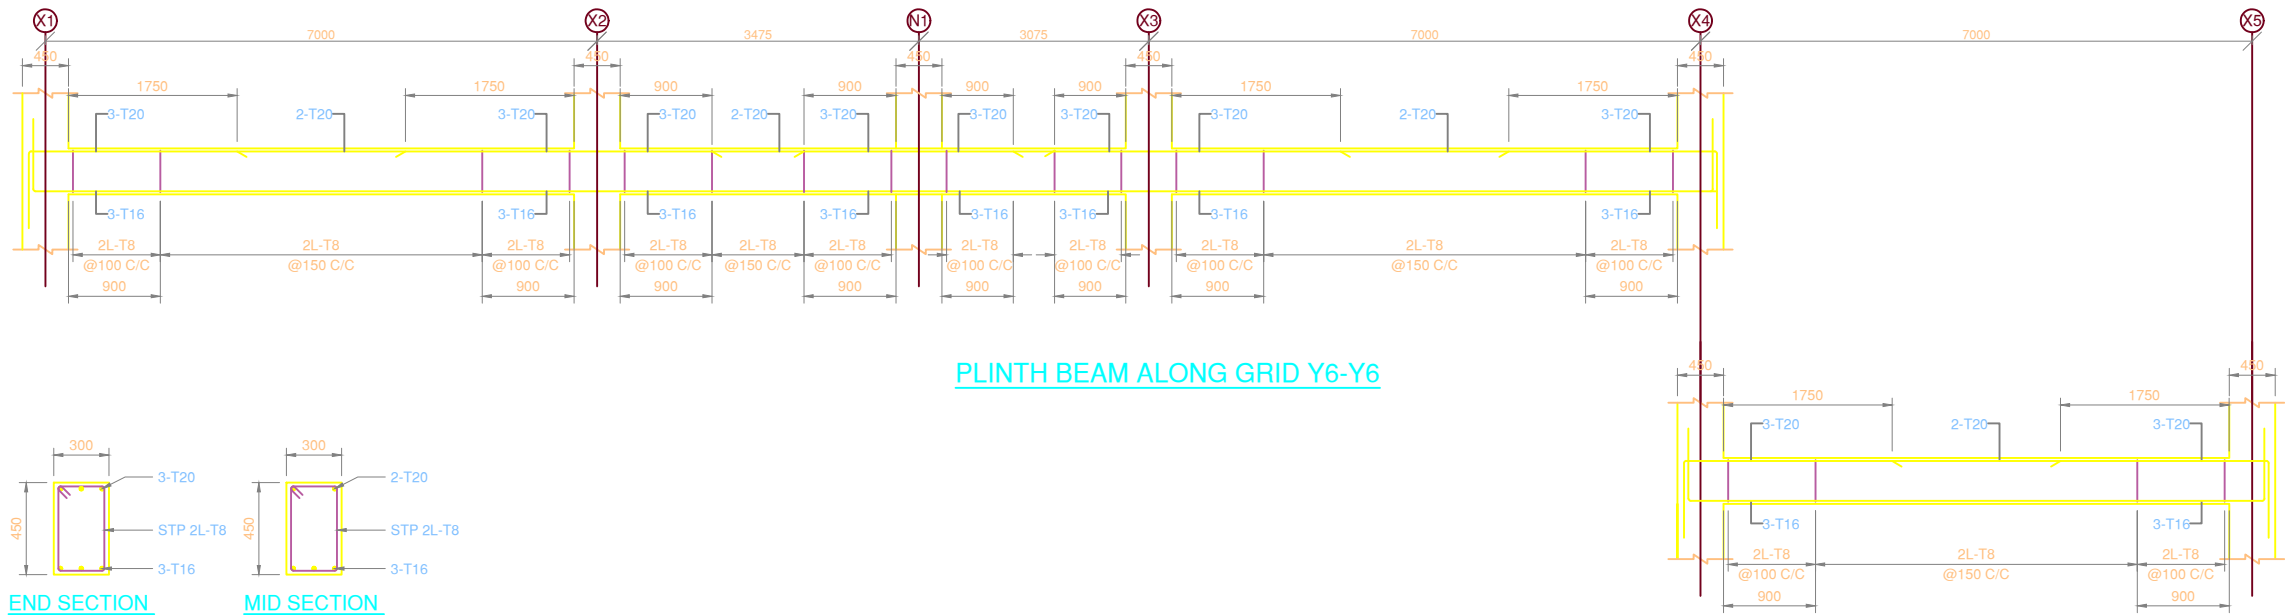 X1 X2 N1 X3 X4 X5
7000 3475 3075 7000 7000
450 450 450 450 450
1750 1750 900 900 900 900 1750 1750
3-T20 2-T20 3-T20 3-T20 2-T20 3-T20 3-T20 3-T20 3-T20 2-T20 3-T20
3-T16 3-T16 3-T16 3-T16 3-T16 3-T16 3-T16 3-T16
2L-T8 2L-T8 2L-T8 2L-T8 2L-T8 2L-T8 2L-T8 2L-T8 2L-T8 2L-T8 2L-T8
@100 C/C @150 C/C @100 C/C @100 C/C @150 C/C @100 C/C @100 C/C @100 C/C @100 C/C @150 C/C @100 C/C
900 900 900 900 900 900 900 900
PLINTH BEAM ALONG GRID Y6-Y6
450 450
1750 1750
3-T20 2-T20 3-T20
3-T16 3-T16
2L-T8 2L-T8 2L-T8
@100 C/C @150 C/C @100 C/C
900 900
300
3-T20
450
STP 2L-T8
3-T16
END SECTION
300
2-T20
450
STP 2L-T8
3-T16
MID SECTION